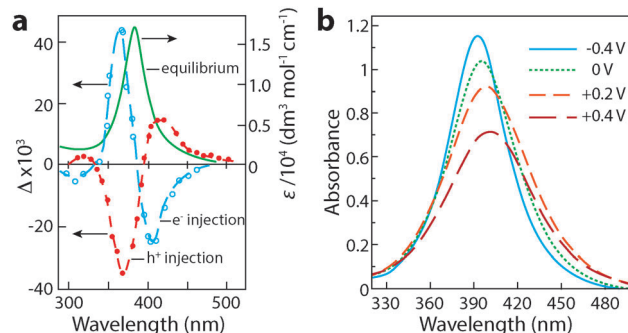 a
Δ x10³
40
20
0
-20
-40
equilibrium
e⁻ injection
h⁺ injection
1.5
1
0.5
0
ε /10⁴ (dm³ mol⁻¹ cm⁻¹)
300 400 500
Wavelength (nm)
b
Absorbance
1.2
1
0.8
0.6
0.4
0.2
0
-0.4 V
0 V
+0.2 V
+0.4 V
330 360 390 420 450 480
Wavelength (nm)